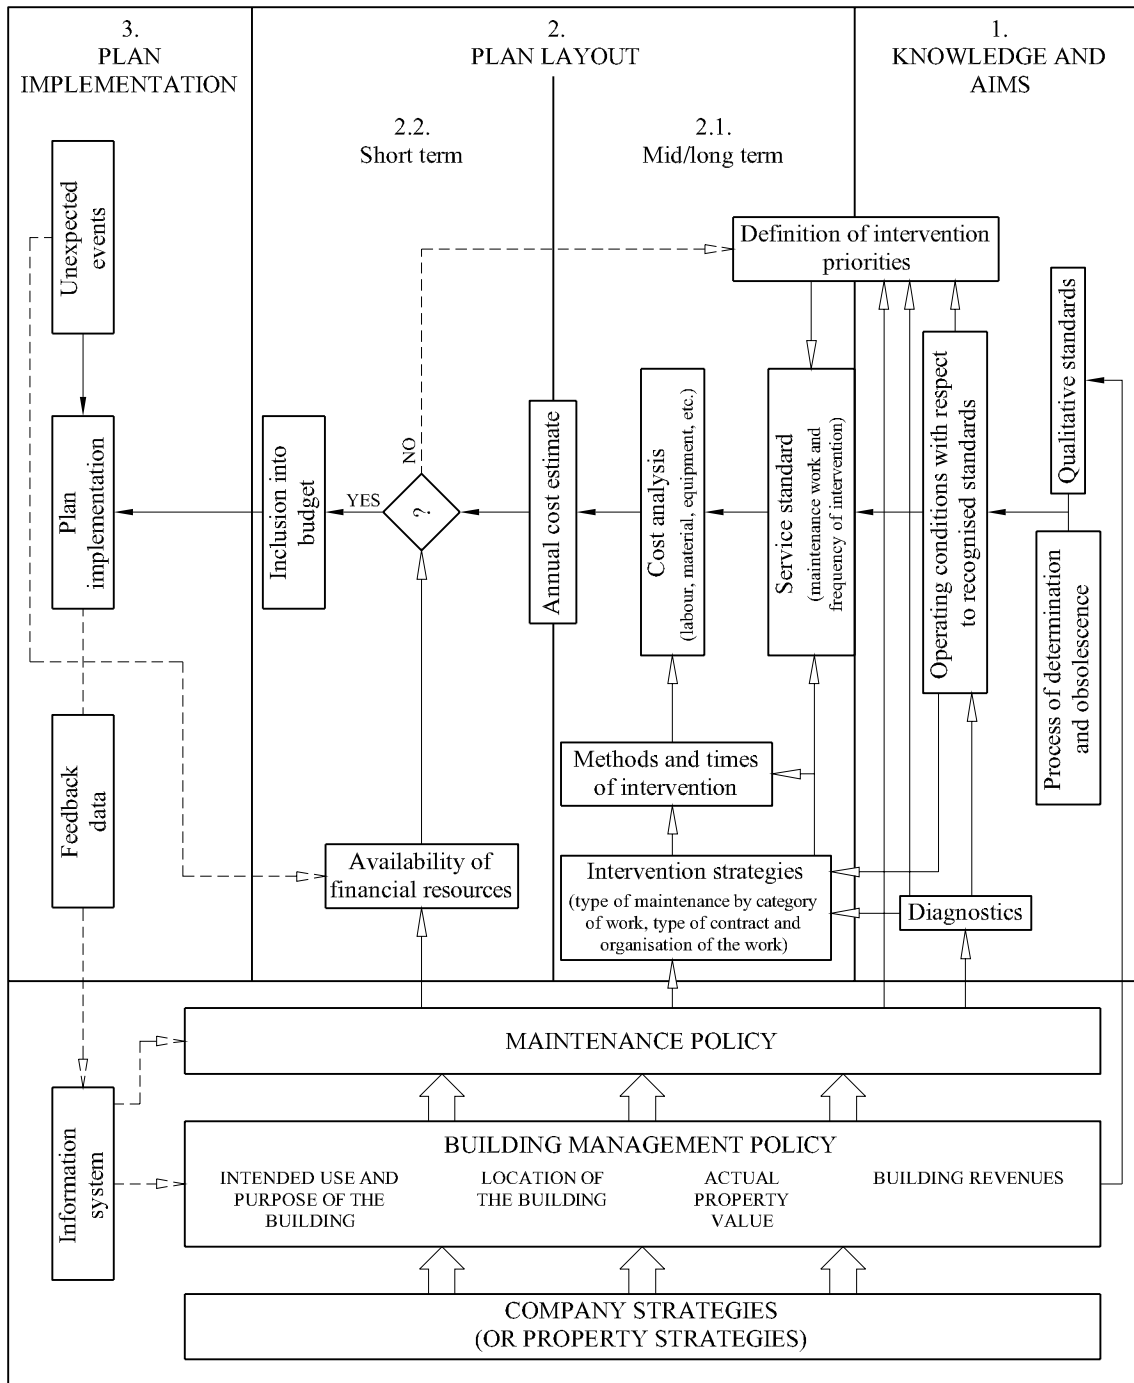 3.
PLAN
IMPLEMENTATION
2.
PLAN LAYOUT
1.
KNOWLEDGE AND
AIMS
2.2.
Short term
2.1.
Mid/long term
Unexpected
events
Definition of intervention
priorities
Plan
implementation
Inclusion into
budget
YES
NO
?
Annual cost estimate
Cost analysis
(labour, material, equipment, etc.)
Service standard
(maintenance work and
frequency of intervention)
Operating conditions with respect
to recognised standards
Qualitative standards
Process of determination
and obsolescence
Methods and times
of intervention
Feedback
data
Availability of
financial resources
Intervention strategies
(type of maintenance by category
of work, type of contract and
organisation of the work)
Diagnostics
MAINTENANCE POLICY
Information
system
BUILDING MANAGEMENT POLICY
INTENDED USE AND
PURPOSE OF THE
BUILDING
LOCATION OF
THE BUILDING
ACTUAL
PROPERTY
VALUE
BUILDING REVENUES
COMPANY STRATEGIES
(OR PROPERTY STRATEGIES)